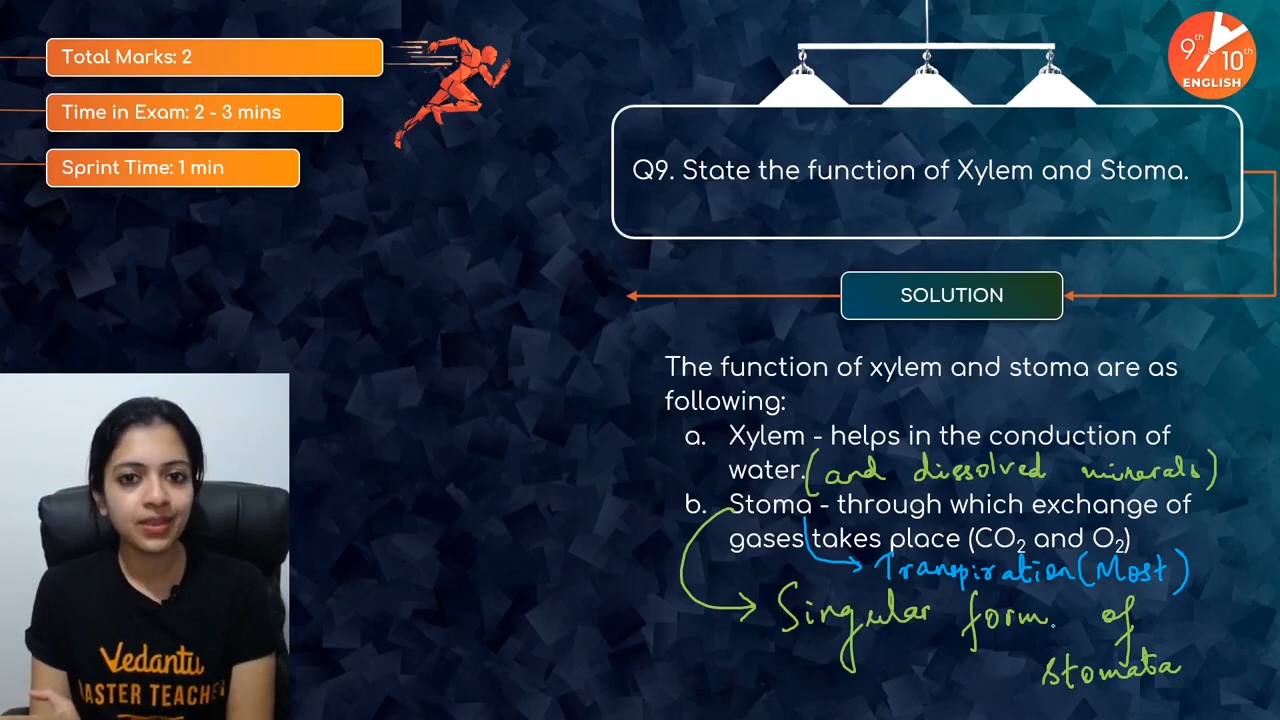 Total Marks: 2
Time in Exam: 2 - 3 mins
Sprint Time: 1 min
9th 10th
ENGLISH
Q9. State the function of Xylem and Stoma.
SOLUTION
The function of xylem and stoma are as
following:
a. Xylem - helps in the conduction of
water. (and dissolved minerals)
b. Stoma - through which exchange of
gases takes place (CO₂ and O₂)
Transpiration (Most)
Singular form of
stomata
Vedantu
MASTER TEACHER